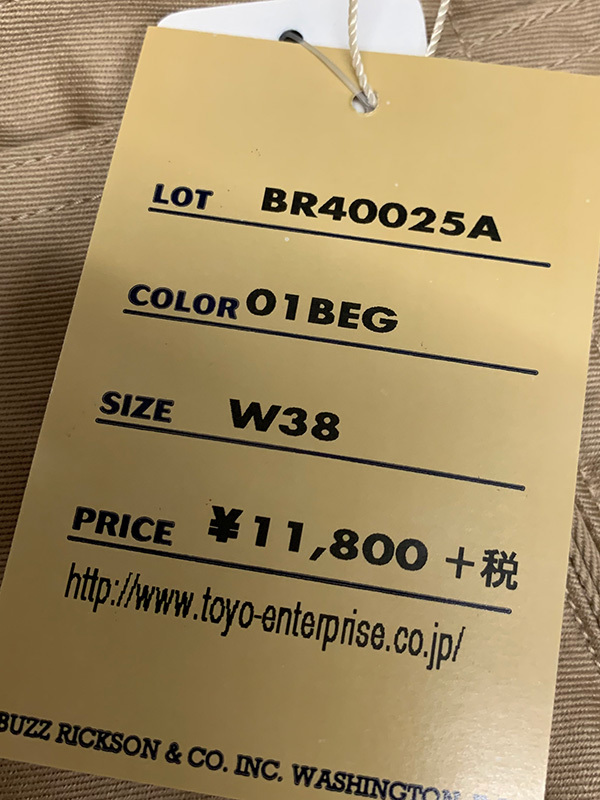 LOT BR40025A
COLOR 01BEG
SIZE W38
PRICE ¥11,800 +税
http://www.toyo-enterprise.co.jp/
BUZZ RICKSON & CO. INC. WASHINGTON